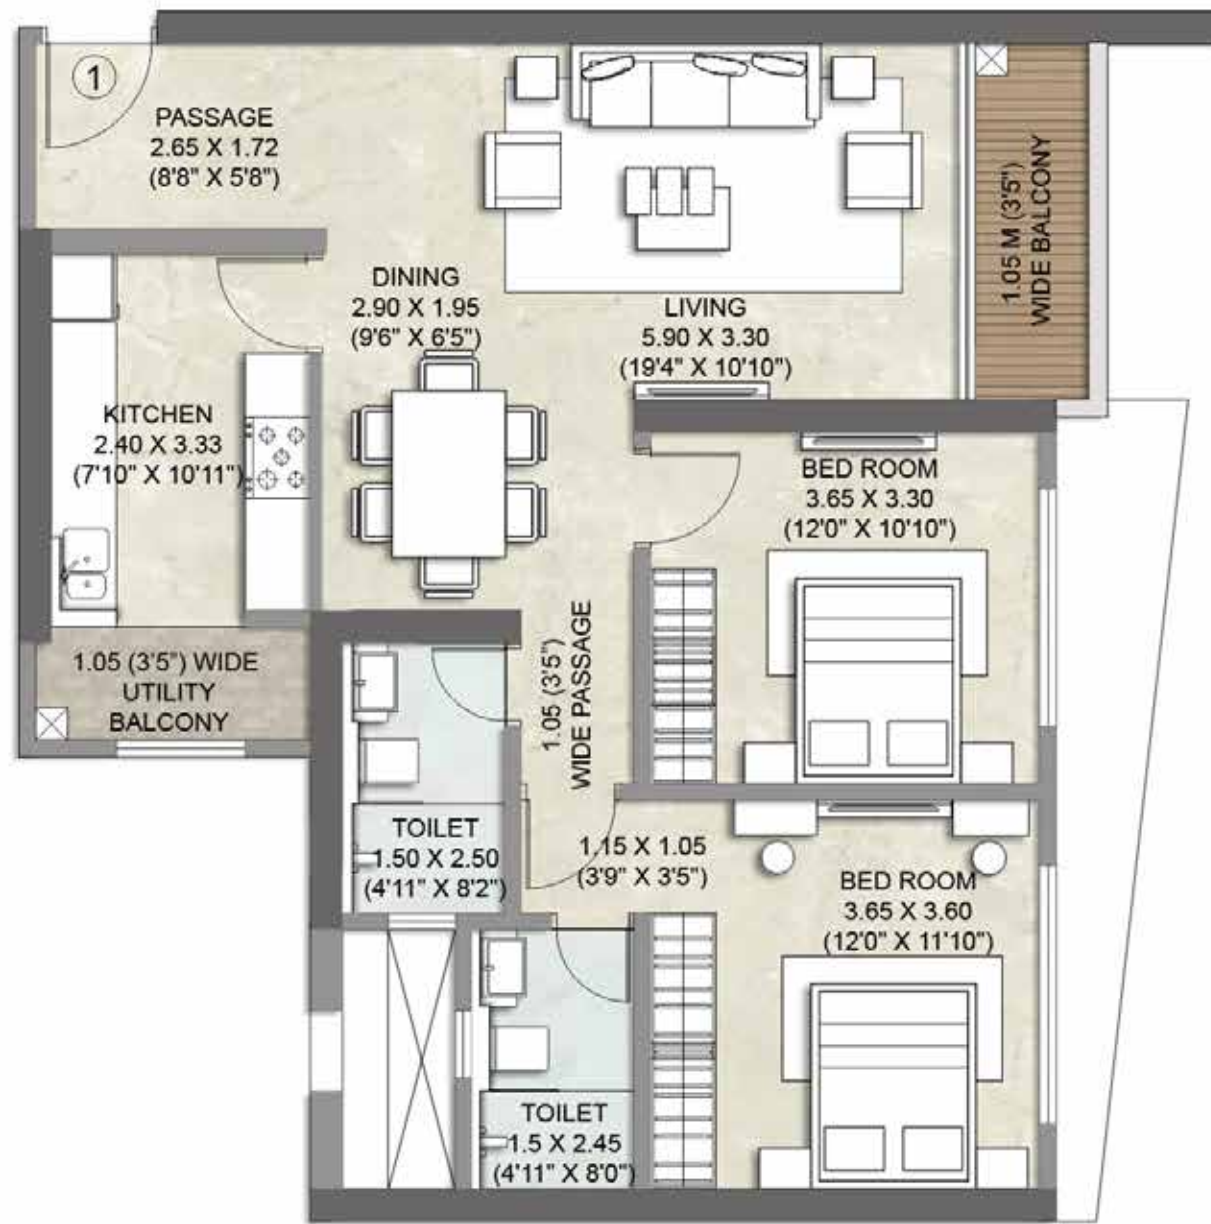 1
PASSAGE
2.65 X 1.72
(8'8" X 5'8")
DINING
2.90 X 1.95
(9'6" X 6'5")
LIVING
5.90 X 3.30
(19'4" X 10'10")
1.05 M (3'5")
WIDE BALCONY
KITCHEN
2.40 X 3.33
(7'10" X 10'11")
BED ROOM
3.65 X 3.30
(12'0" X 10'10")
1.05 (3'5") WIDE
UTILITY
BALCONY
1.05 (3'5")
WIDE PASSAGE
TOILET
1.50 X 2.50
(4'11" X 8'2")
1.15 X 1.05
(3'9" X 3'5")
BED ROOM
3.65 X 3.60
(12'0" X 11'10")
TOILET
1.5 X 2.45
(4'11" X 8'0")